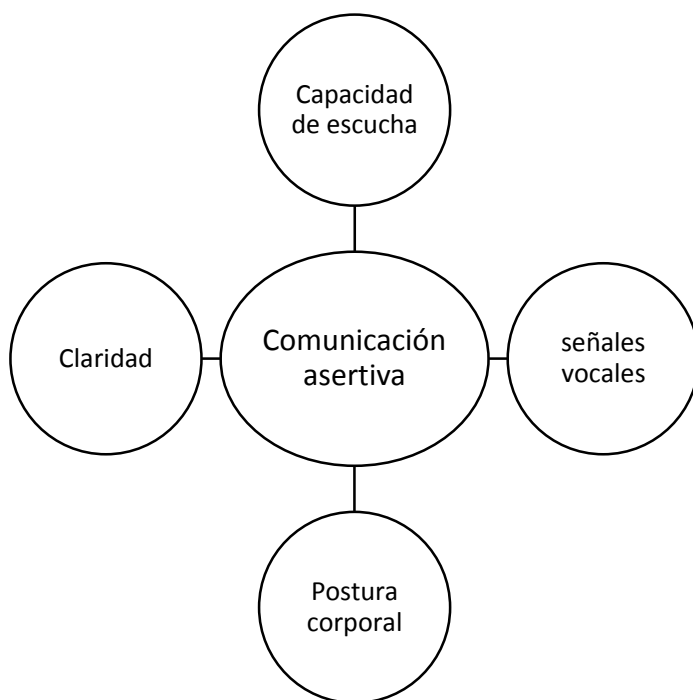 Capacidad
de escucha
Claridad
Comunicación
asertiva
señales
vocales
Postura
corporal